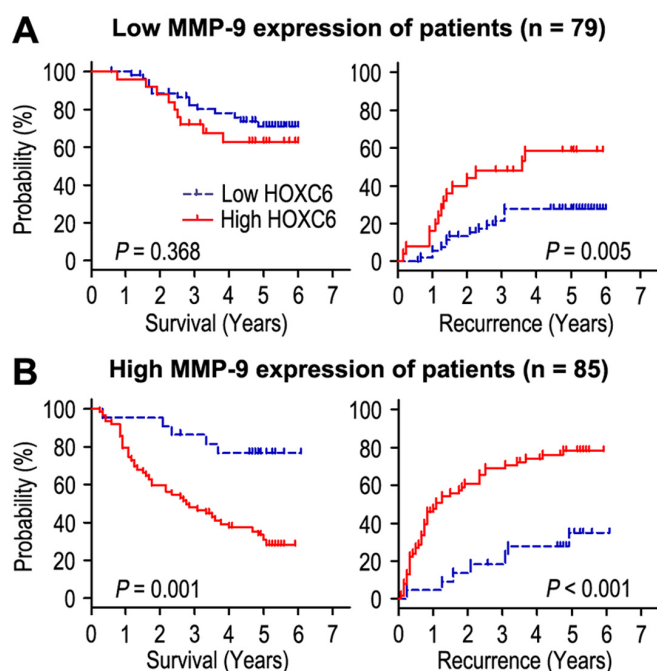 A Low MMP-9 expression of patients (n = 79)
Probability (%)
100
80
60
40
20
0
Low HOXC6
High HOXC6
P = 0.368
0 1 2 3 4 5 6 7
Survival (Years)
100
80
60
40
20
0
P = 0.005
0 1 2 3 4 5 6 7
Recurrence (Years)
B High MMP-9 expression of patients (n = 85)
Probability (%)
100
80
60
40
20
0
P = 0.001
0 1 2 3 4 5 6 7
Survival (Years)
100
80
60
40
20
0
P < 0.001
0 1 2 3 4 5 6 7
Recurrence (Years)